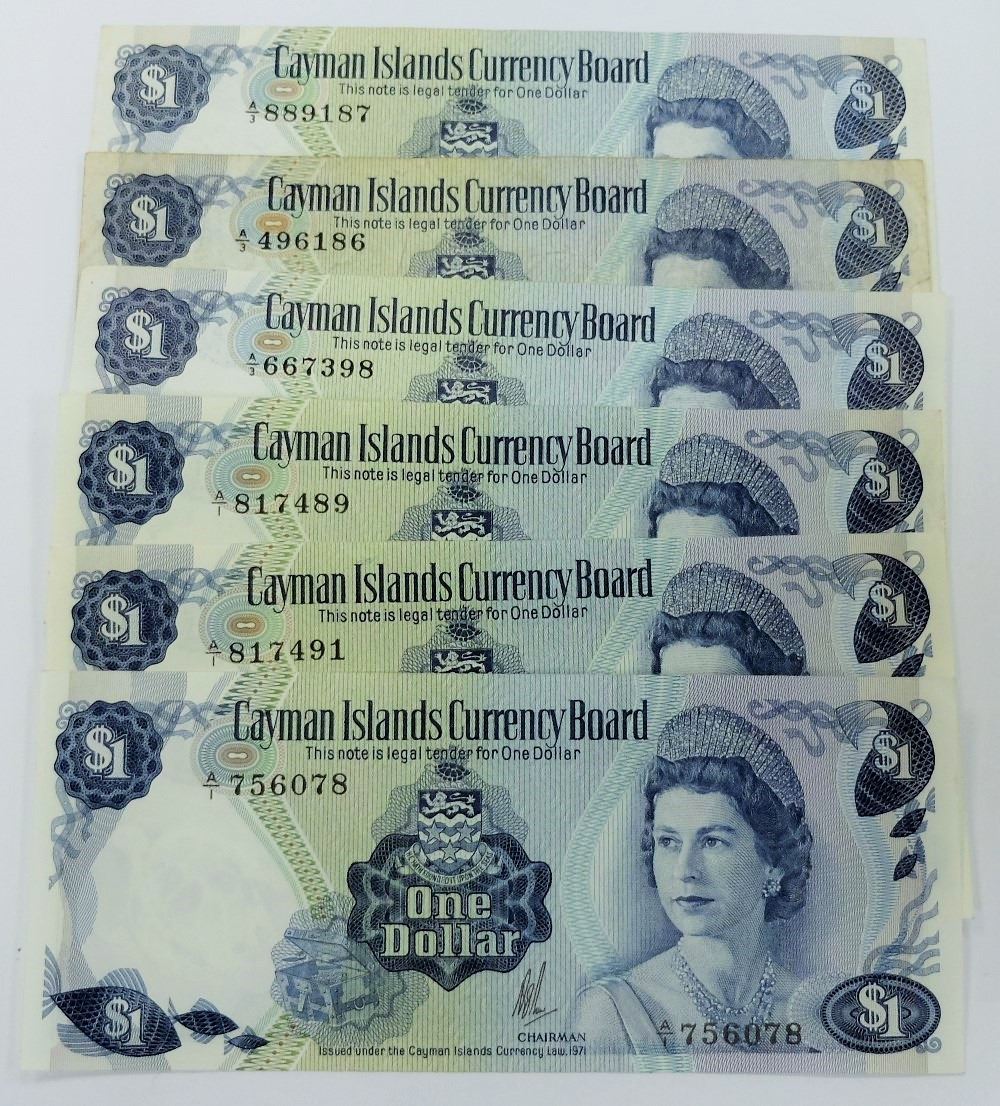 Cayman Islands Currency Board
$1 This note is legal tender for One Dollar $1
A/3 889187
Cayman Islands Currency Board
$1 This note is legal tender for One Dollar $1
A/3 496186
Cayman Islands Currency Board
$1 This note is legal tender for One Dollar $1
A/3 667398
Cayman Islands Currency Board
$1 This note is legal tender for One Dollar $1
A/1 817489
Cayman Islands Currency Board
$1 This note is legal tender for One Dollar $1
A/1 817491
Cayman Islands Currency Board
$1 This note is legal tender for One Dollar $1
A/1 756078
One
Dollar
CHAIRMAN
$1 A/1 756078 $1
Issued under the Cayman Islands Currency Law, 1971